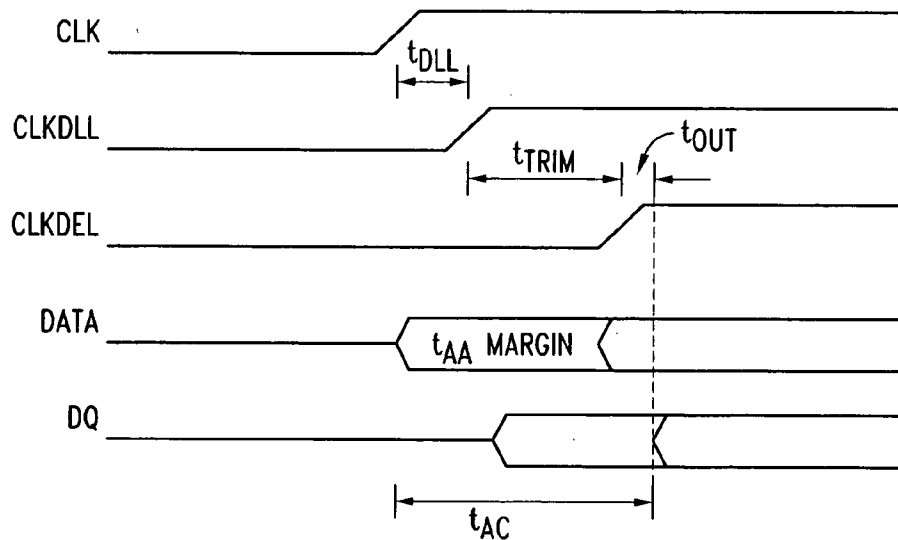 CLK
tDLL
CLKDLL
tOUT
tTRIM
CLKDEL
DATA
tAA MARGIN
DQ
tAC